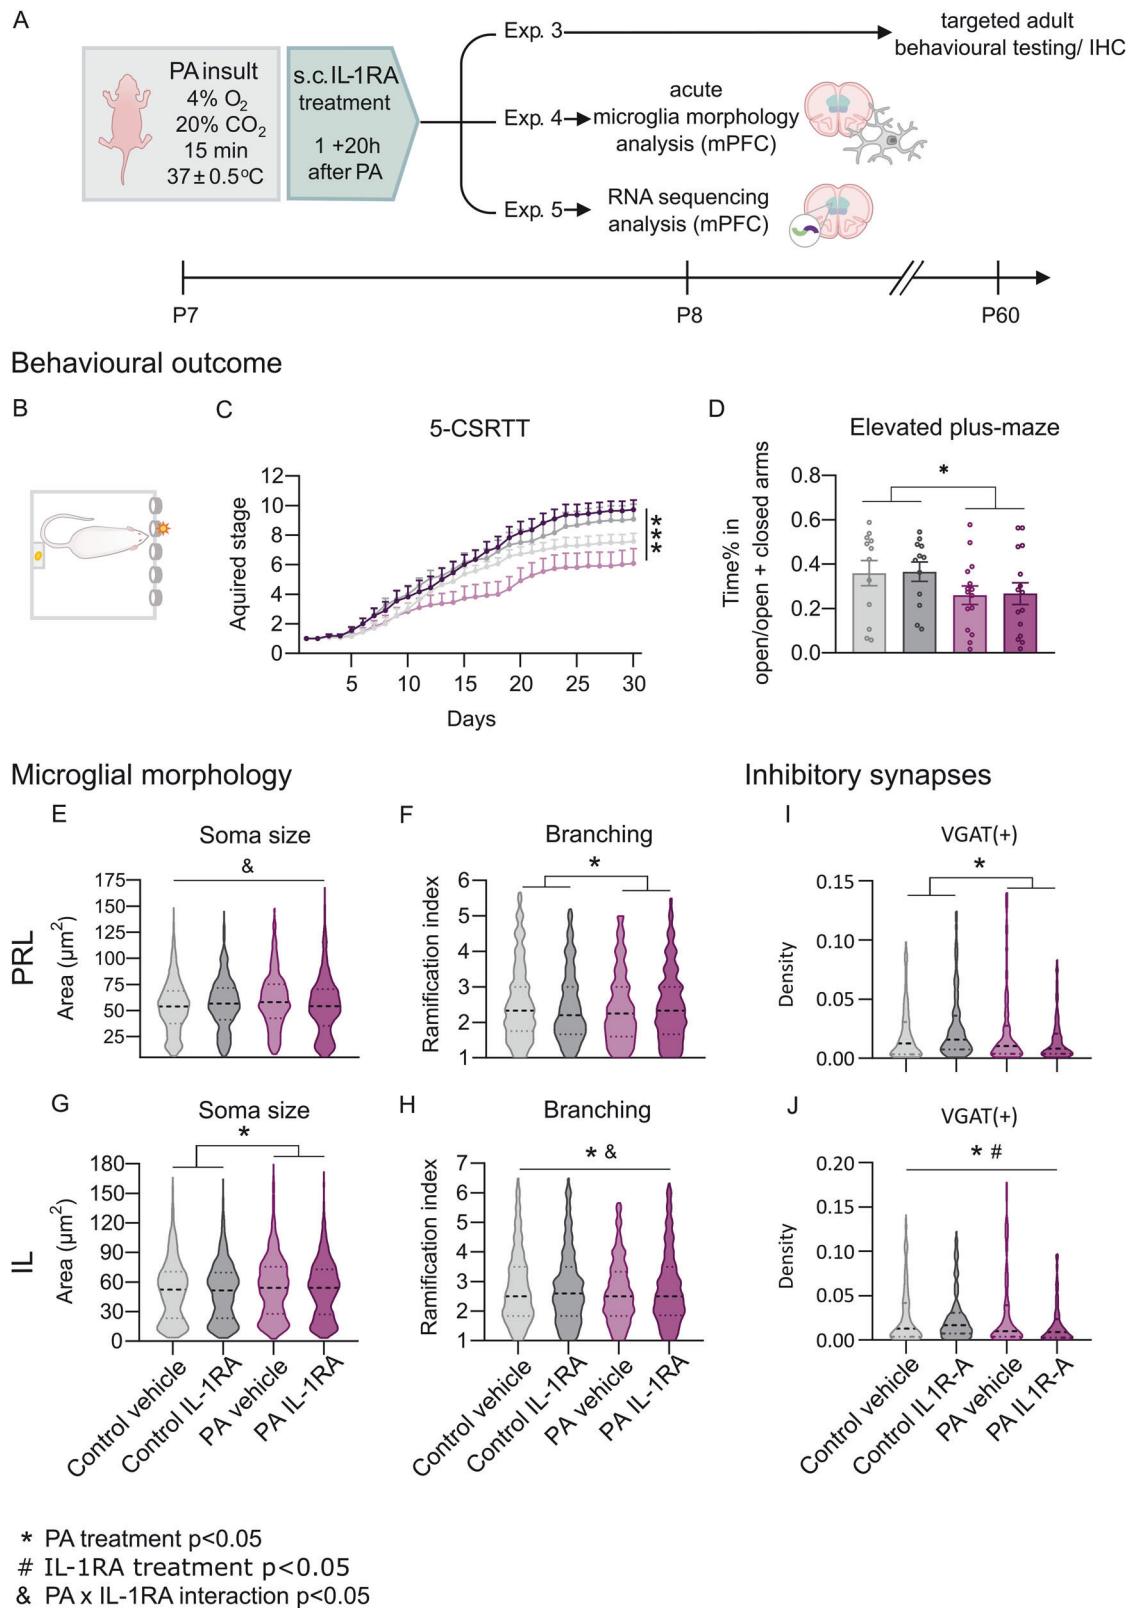 A
PA insult
4% O2
20% CO2
15 min
37 ± 0.5°C
s.c. IL-1RA
treatment
1 +20h
after PA
Exp. 3
targeted adult
behavioural testing/ IHC
Exp. 4
acute
microglia morphology
analysis (mPFC)
Exp. 5
RNA sequencing
analysis (mPFC)
P7
P8
P60
Behavioural outcome
B
C
5-CSRTT
Aquired stage
12
10
8
6
4
2
0
5
10
15
20
25
30
Days
***
D
Elevated plus-maze
Time% in
open/open + closed arms
0.8
0.6
0.4
0.2
0.0
*
Microglial morphology
Inhibitory synapses
PRL
E
Soma size
&
Area (µm²)
175
150
125
100
75
50
25
F
Branching
*
Ramification index
6
5
4
3
2
1
I
VGAT(+)
*
Density
0.15
0.10
0.05
0.00
IL
G
Soma size
*
Area (µm²)
180
150
120
90
60
30
0
Control vehicle
Control IL-1RA
PA vehicle
PA IL-1RA
H
Branching
* &
Ramification index
7
6
5
4
3
2
1
Control vehicle
Control IL-1RA
PA vehicle
PA IL-1RA
J
VGAT(+)
* #
Density
0.20
0.15
0.10
0.05
0.00
Control vehicle
Control IL1R-A
PA vehicle
PA IL1R-A
* PA treatment p<0.05
# IL-1RA treatment p<0.05
& PA x IL-1RA interaction p<0.05